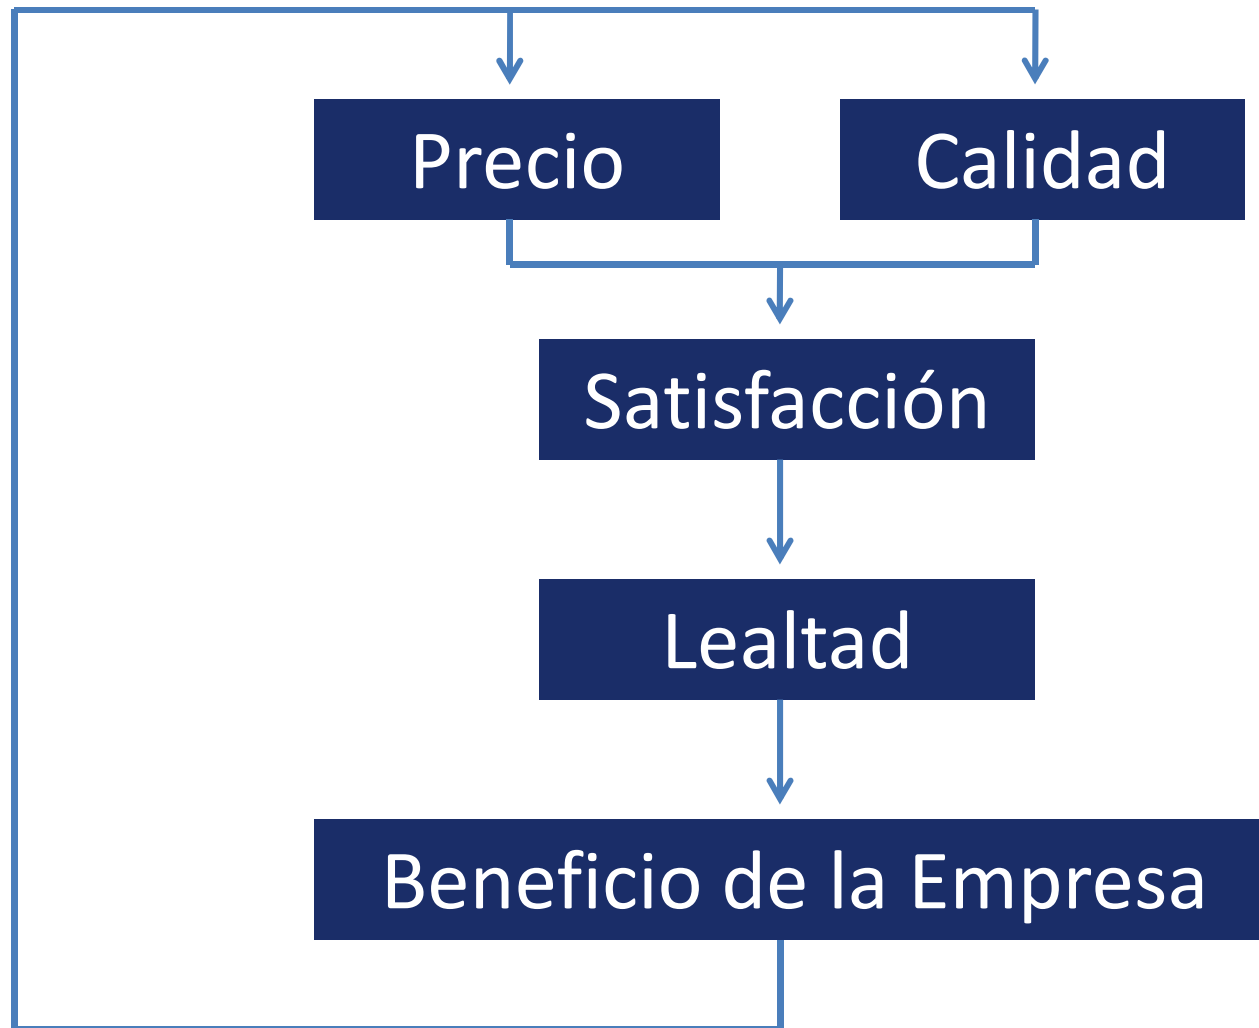 Precio
Calidad
Satisfacción
Lealtad
Beneficio de la Empresa